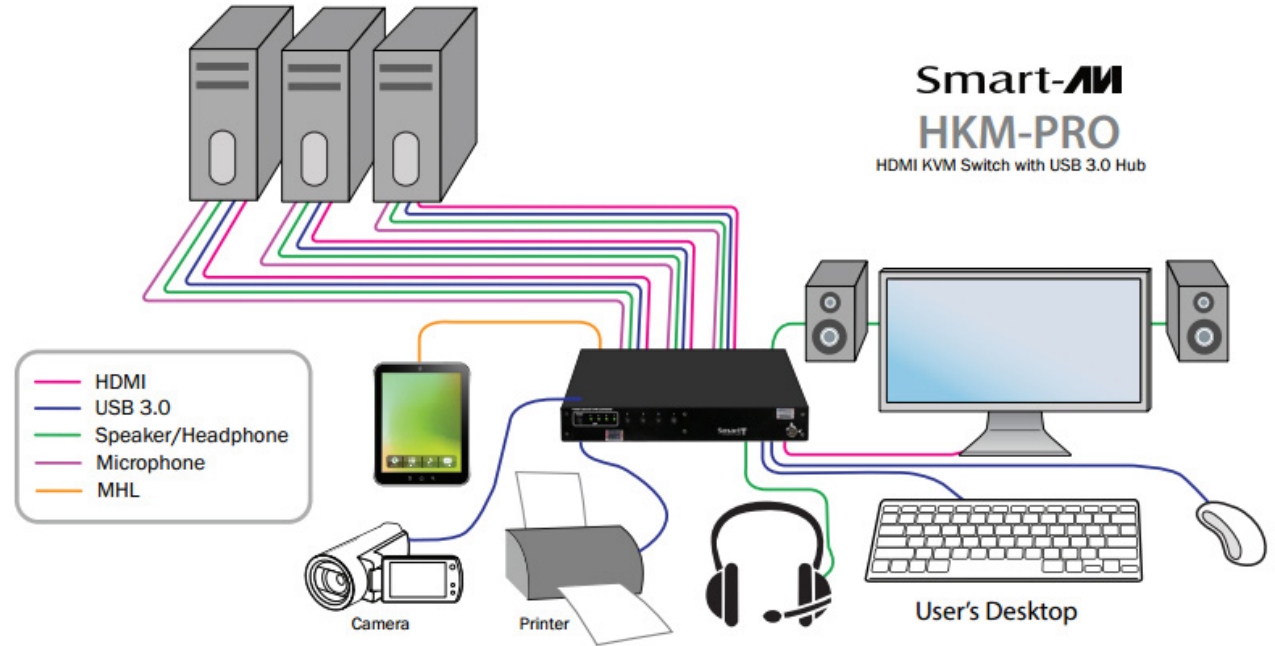 Smart-AVI
HKM-PRO
HDMI KVM Switch with USB 3.0 Hub
HDMI
USB 3.0
Speaker/Headphone
Microphone
MHL
Camera
Printer
User's Desktop